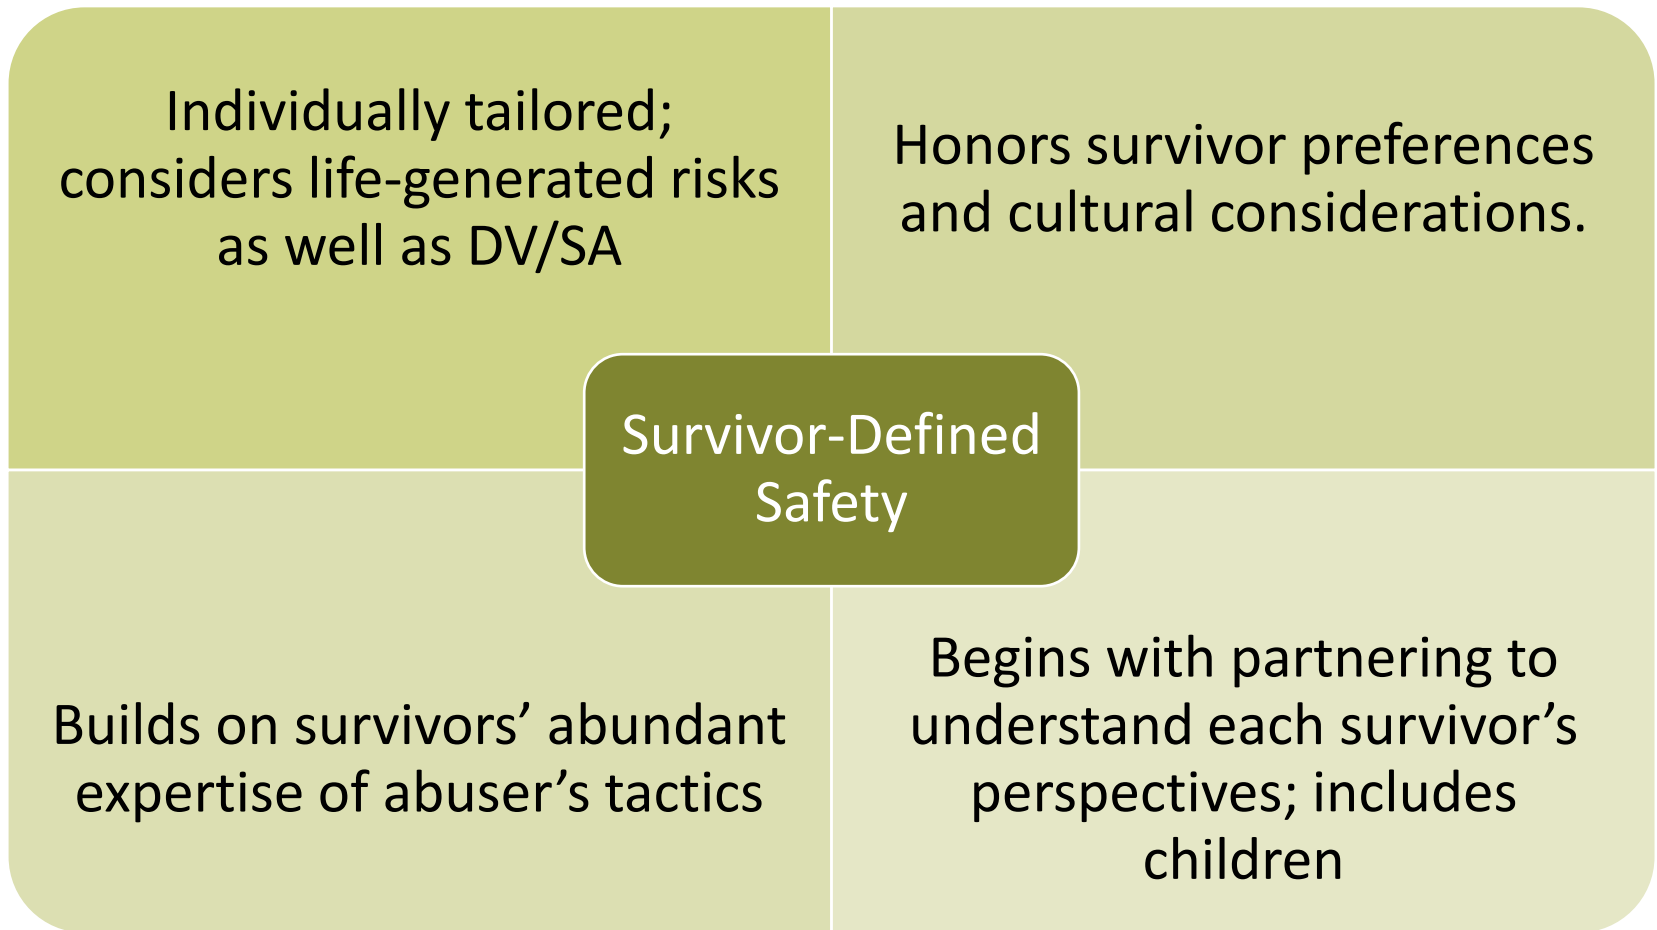 Individually tailored;
considers life-generated risks
as well as DV/SA
Honors survivor preferences
and cultural considerations.
Survivor-Defined
Safety
Builds on survivors’ abundant
expertise of abuser’s tactics
Begins with partnering to
understand each survivor’s
perspectives; includes
children